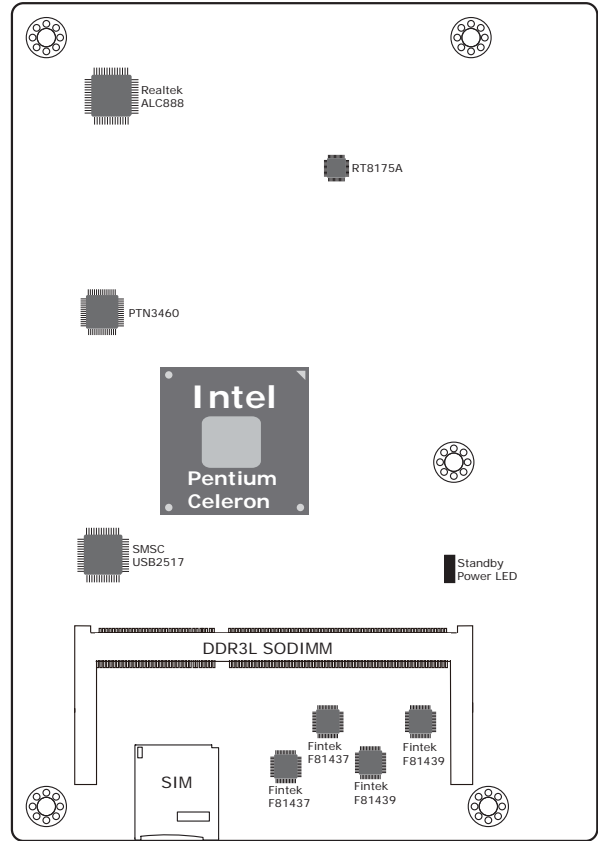 Realtek
ALC888
RT8175A
PTN3460
Intel
Pentium
Celeron
SMSC
USB2517
Standby
Power LED
DDR3L SODIMM
SIM
Fintek
F81437
Fintek
F81439
Fintek
F81437
Fintek
F81439